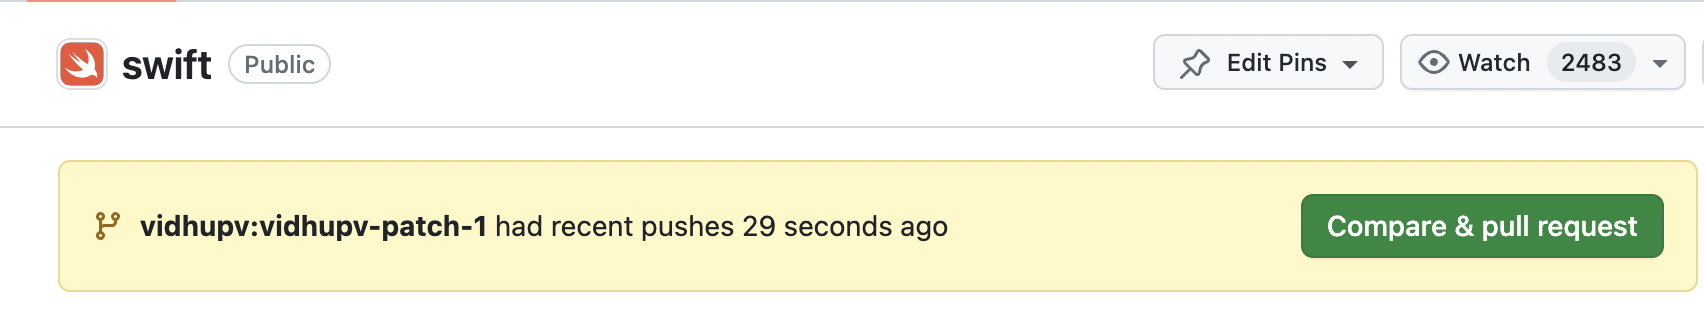 swift Public Edit Pins Watch 2483
vidhupv:vidhupv-patch-1 had recent pushes 29 seconds ago Compare & pull request